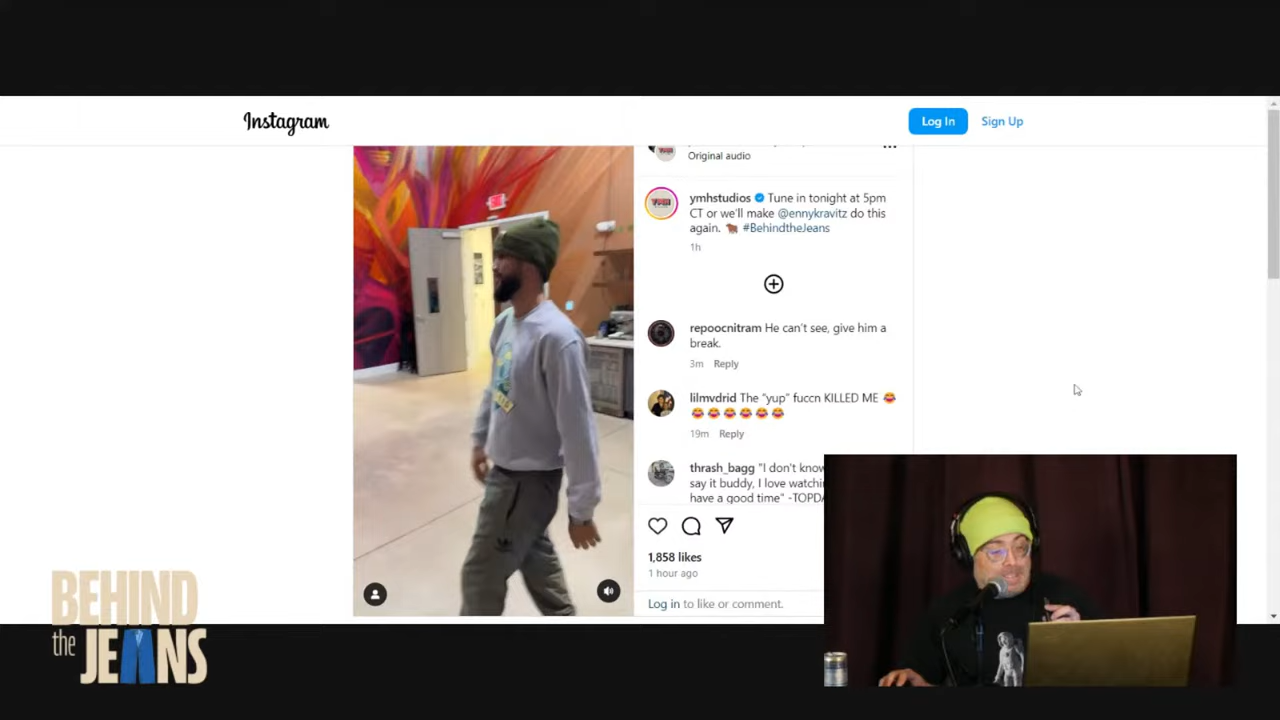 Instagram
Log In
Sign Up
Original audio
ymhstudios Tune in tonight at 5pm
CT or we'll make @ennykravitz do this
again. 🐂 #BehindtheJeans
1h
repoocnitram He can't see, give him a
break.
3m Reply
lilmvdrid The "yup" fuccn KILLED ME 😂
😂😂😂😂😂😂
19m Reply
thrash_bagg "I don't know
say it buddy, I love watchi
have a good time" -TOPDA
1,858 likes
1 hour ago
Log in to like or comment.
BEHIND
the JEANS